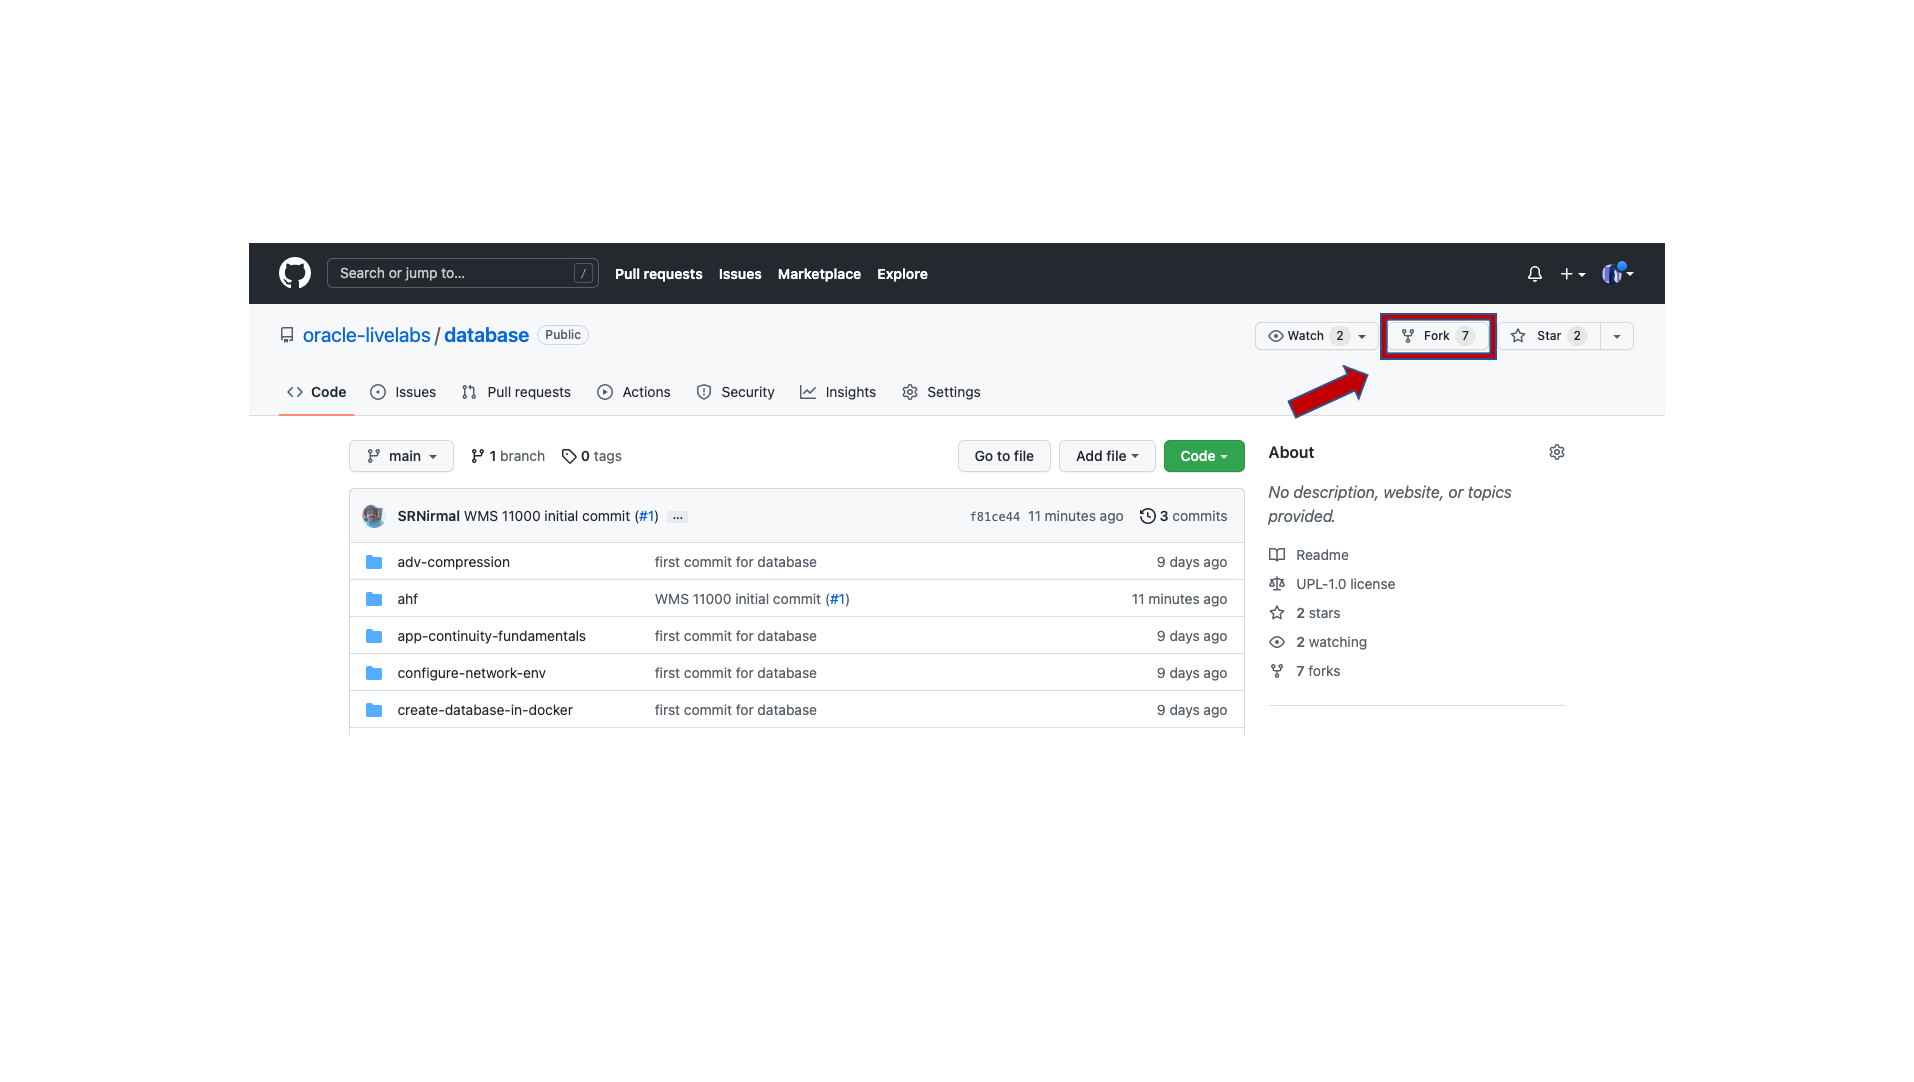 Search or jump to... / Pull requests Issues Marketplace Explore
oracle-livelabs / database Public Watch 2 Fork 7 Star 2
Code Issues Pull requests Actions Security Insights Settings
main 1 branch 0 tags Go to file Add file Code
SRNirmal WMS 11000 initial commit (#1) ... f81ce44 11 minutes ago 3 commits
adv-compression first commit for database 9 days ago
ahf WMS 11000 initial commit (#1) 11 minutes ago
app-continuity-fundamentals first commit for database 9 days ago
configure-network-env first commit for database 9 days ago
create-database-in-docker first commit for database 9 days ago
About
No description, website, or topics
provided.
Readme
UPL-1.0 license
2 stars
2 watching
7 forks